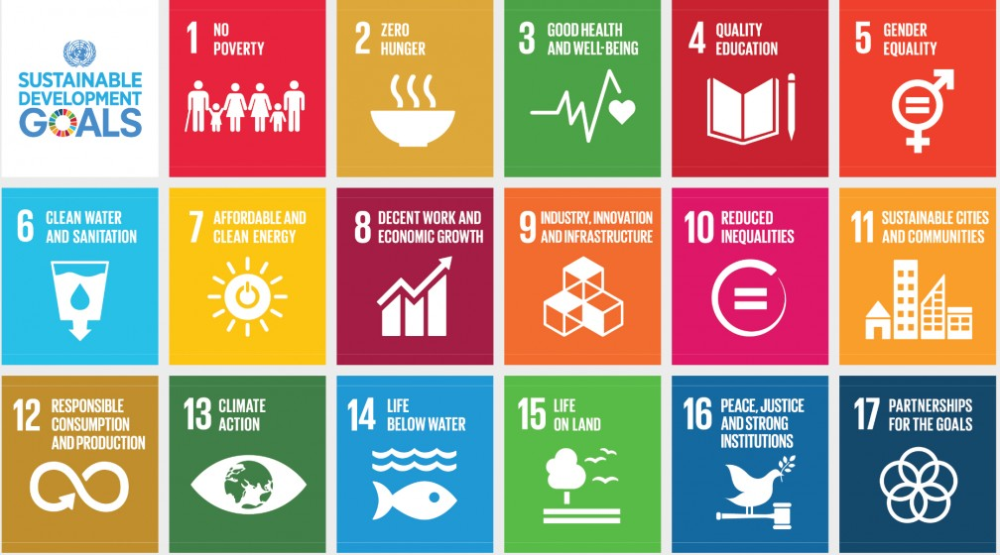 SUSTAINABLE
DEVELOPMENT
GOALS
1 NO
POVERTY
2 ZERO
HUNGER
3 GOOD HEALTH
AND WELL-BEING
4 QUALITY
EDUCATION
5 GENDER
EQUALITY
6 CLEAN WATER
AND SANITATION
7 AFFORDABLE AND
CLEAN ENERGY
8 DECENT WORK AND
ECONOMIC GROWTH
9 INDUSTRY, INNOVATION
AND INFRASTRUCTURE
10 REDUCED
INEQUALITIES
11 SUSTAINABLE CITIES
AND COMMUNITIES
12 RESPONSIBLE
CONSUMPTION
AND PRODUCTION
13 CLIMATE
ACTION
14 LIFE
BELOW WATER
15 LIFE
ON LAND
16 PEACE, JUSTICE
AND STRONG
INSTITUTIONS
17 PARTNERSHIPS
FOR THE GOALS